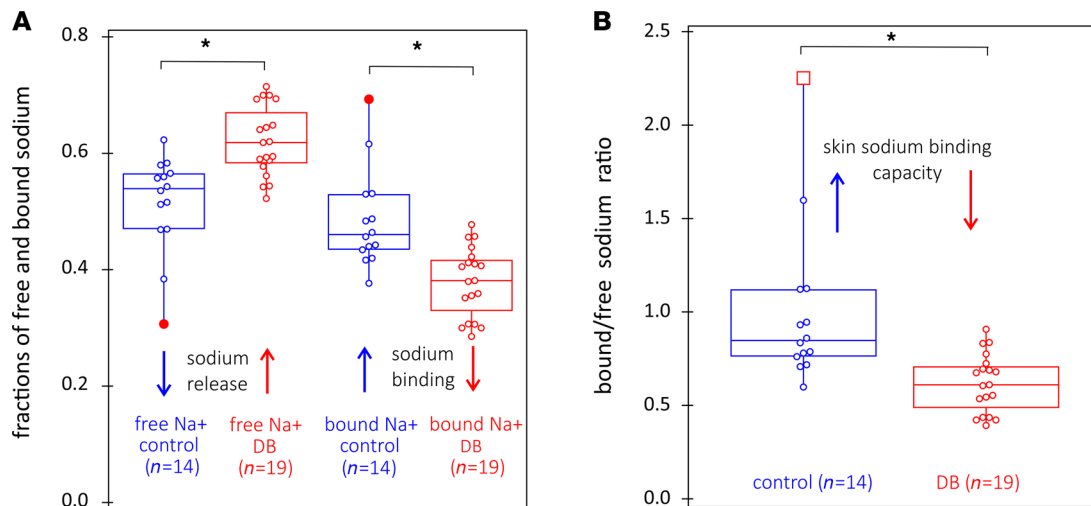 A
fractions of free and bound sodium
0.8
0.6
0.4
0.2
0.0
*
*
sodium
release
sodium
binding
free Na+
control
(n=14)
free Na+
DB
(n=19)
bound Na+
control
(n=14)
bound Na+
DB
(n=19)
B
bound/free sodium ratio
2.5
2.0
1.5
1.0
0.5
0.0
*
skin sodium binding
capacity
control (n=14)
DB (n=19)